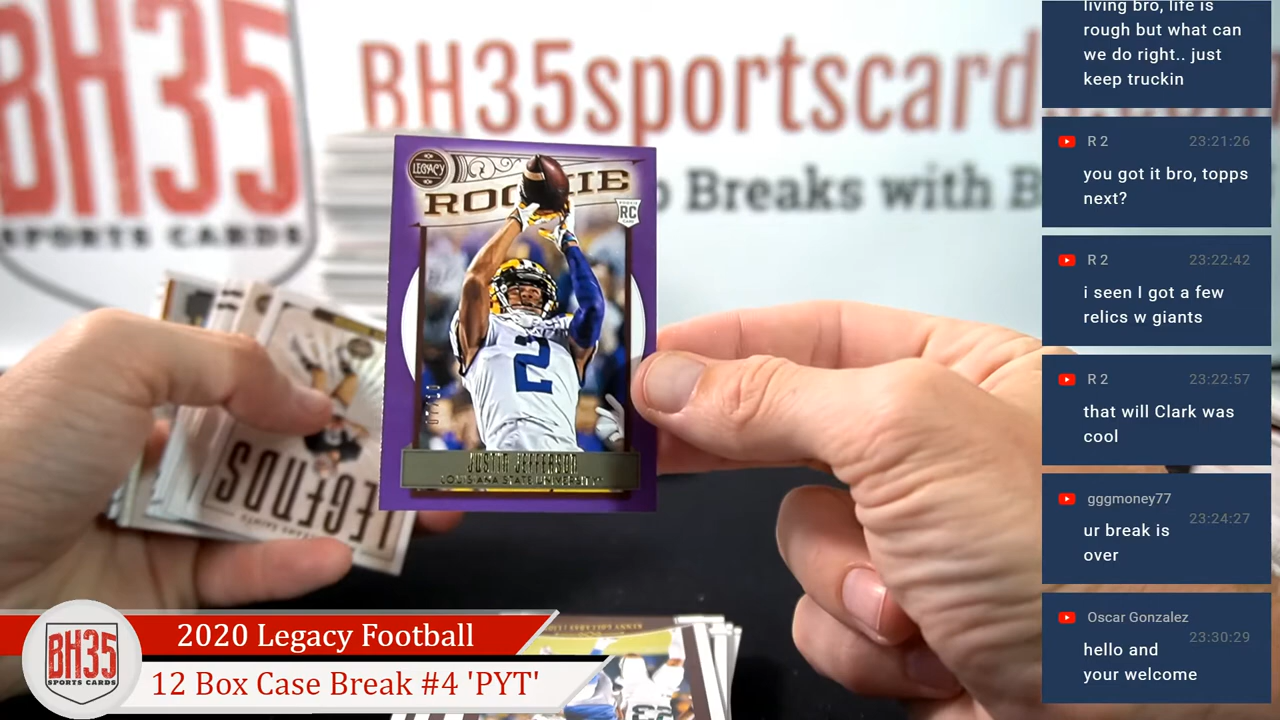 BH35
SPORTS CARDS
BH35sportscard
Breaks with B
LEGACY
ROOKIE
RC
2
JUSTIN JEFFERSON
LOUISIANA STATE UNIVERSITY
LEGENDS
2020 Legacy Football
12 Box Case Break #4 'PYT'
BH35
SPORTS CARDS
living bro, life is
rough but what can
we do right.. just
keep truckin
R 2 23:21:26
you got it bro, topps
next?
R 2 23:22:42
i seen I got a few
relics w giants
R 2 23:22:57
that will Clark was
cool
gggmoney77
23:24:27
ur break is
over
Oscar Gonzalez
23:30:29
hello and
your welcome